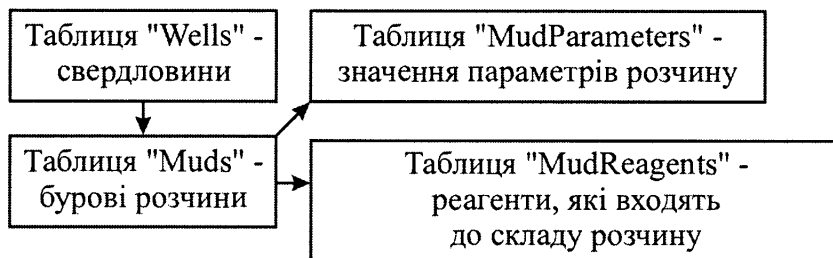 Таблиця "Wells" -
свердловини
Таблиця "MudParameters" -
значення параметрів розчину
Таблиця "Muds" -
бурові розчини
Таблиця "MudReagents" -
реагенти, які входять
до складу розчину